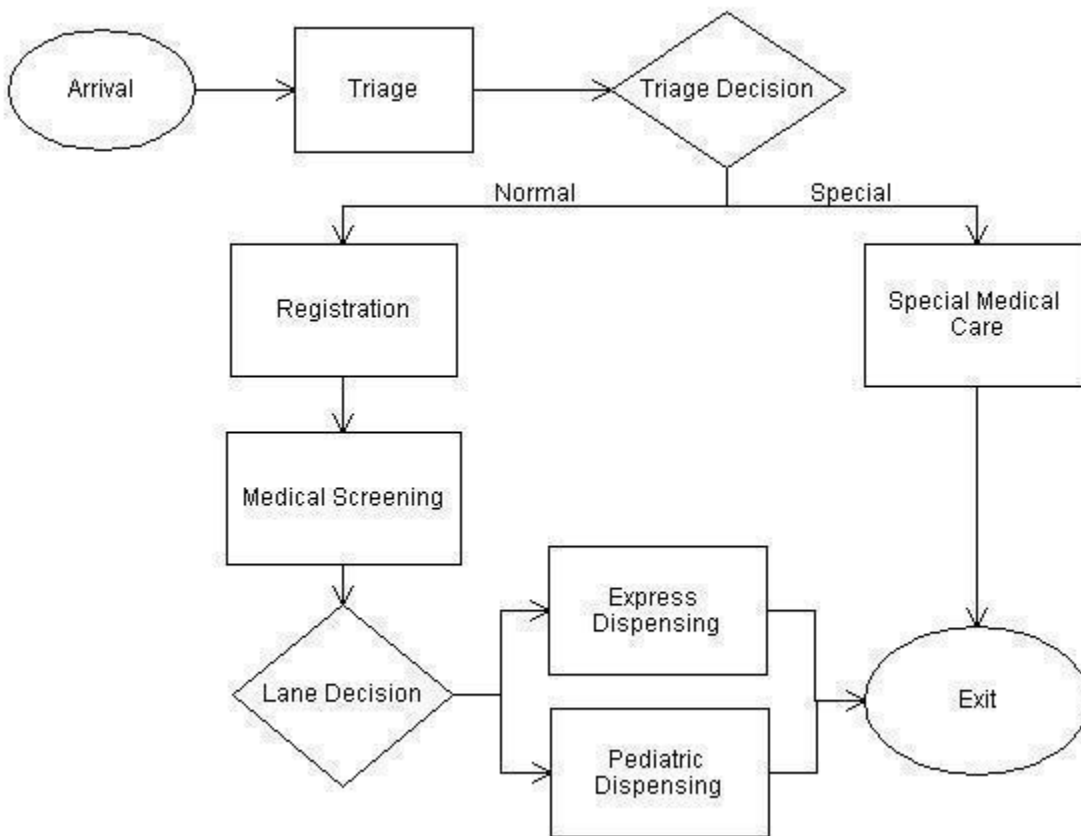 Arrival
Triage
Triage Decision
Normal
Special
Registration
Special Medical
Care
Medical Screening
Express
Dispensing
Lane Decision
Exit
Pediatric
Dispensing